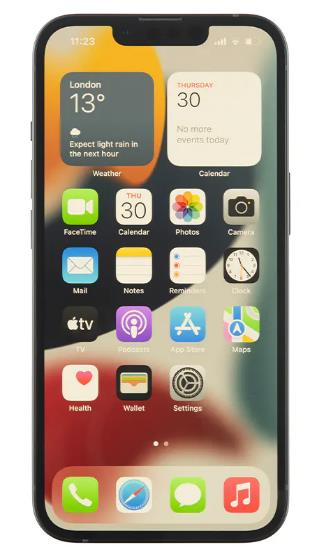 11:23
London
13°
Expect light rain in
the next hour
Weather
THURSDAY
30
No more
events today
Calendar
THU
30
FaceTime
Calendar
Photos
Camera
Mail
Notes
Reminders
Clock
tv
TV
Podcasts
App Store
Maps
Health
Wallet
Settings